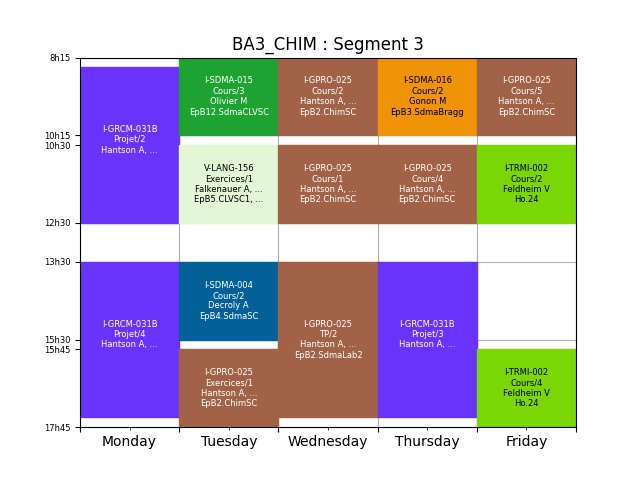 BA3_CHIM : Segment 3
8h15
10h15
10h30
12h30
13h30
15h30
15h45
17h45
I-GRCM-031B
Projet/2
Hantson A, ...
I-GRCM-031B
Projet/4
Hantson A, ...
I-SDMA-015
Cours/3
Olivier M
EpB12.SdmaCLVSC
V-LANG-156
Exercices/1
Falkenauer A, ...
EpB5.CLVSC1, ...
I-SDMA-004
Cours/2
Decroly A
EpB4.SdmaSC
I-GPRO-025
Exercices/1
Hantson A, ...
EpB2.ChimSC
I-GPRO-025
Cours/2
Hantson A, ...
EpB2.ChimSC
I-GPRO-025
Cours/1
Hantson A, ...
EpB2.ChimSC
I-GPRO-025
TP/2
Hantson A, ...
EpB2.SdmaLab2
I-SDMA-016
Cours/2
Gonon M
EpB3.SdmaBragg
I-GPRO-025
Cours/4
Hantson A, ...
EpB2.ChimSC
I-GRCM-031B
Projet/3
Hantson A, ...
I-GPRO-025
Cours/5
Hantson A, ...
EpB2.ChimSC
I-TRMI-002
Cours/2
Feldheim V
Ho.24
I-TRMI-002
Cours/4
Feldheim V
Ho.24
Monday
Tuesday
Wednesday
Thursday
Friday